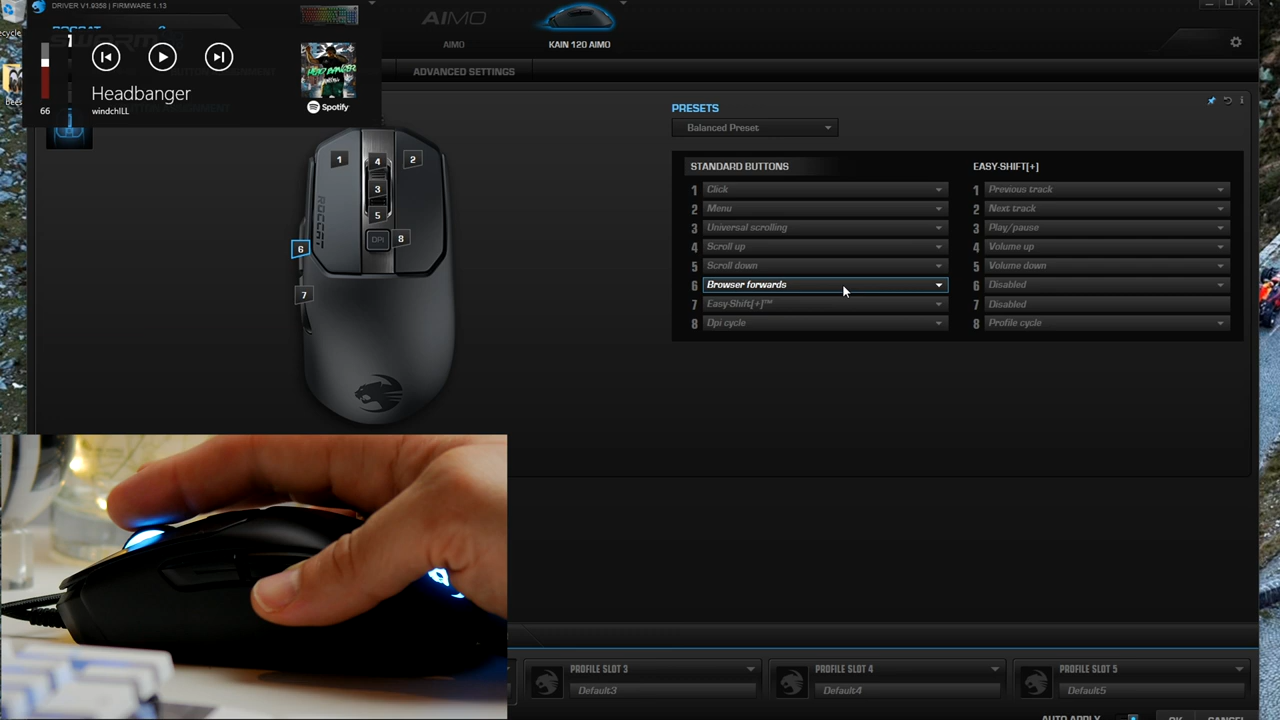 DRIVER V1.9358 | FIRMWARE 1.13
AIMO
AIMO
KAIN 120 AIMO
Headbanger
windchILL
66
HEADBANGER
Spotify
ADVANCED SETTINGS
PRESETS
Balanced Preset
STANDARD BUTTONS
1 Click
2 Menu
3 Universal scrolling
4 Scroll up
5 Scroll down
6 Browser forwards
7 Easy-Shift[+]™
8 Dpi cycle
EASY-SHIFT[+]
1 Previous track
2 Next track
3 Play/pause
4 Volume up
5 Volume down
6 Disabled
7 Disabled
8 Profile cycle
1
4
2
3
5
DPI
8
6
7
ROCCAT
PROFILE SLOT 3
Default3
PROFILE SLOT 4
Default4
PROFILE SLOT 5
Default5
AUTO APPLY
OK
CANCEL